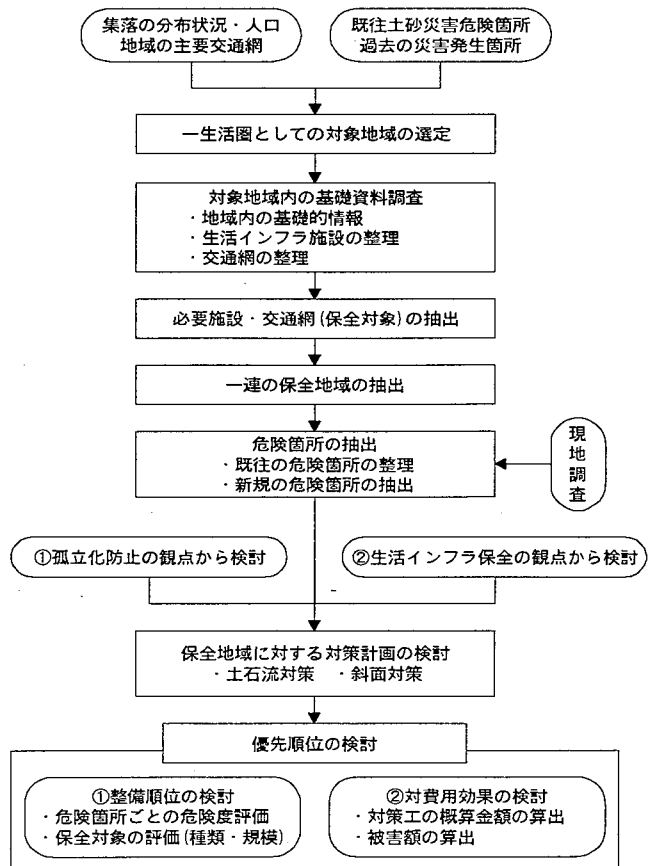 集落の分布状況・人口
地域の主要交通網
既往土砂災害危険箇所
過去の災害発生箇所
一生活圏としての対象地域の選定
対象地域内の基礎資料調査
・地域内の基礎的情報
・生活インフラ施設の整理
・交通網の整理
必要施設・交通網(保全対象)の抽出
一連の保全地域の抽出
危険箇所の抽出
・既往の危険箇所の整理
・新規の危険箇所の抽出
現地調査
①孤立化防止の観点から検討
②生活インフラ保全の観点から検討
保全地域に対する対策計画の検討
・土石流対策 ・斜面対策
優先順位の検討
①整備順位の検討
・危険箇所ごとの危険度評価
・保全対象の評価(種類・規模)
②対費用効果の検討
・対策工の概算金額の算出
・被害額の算出